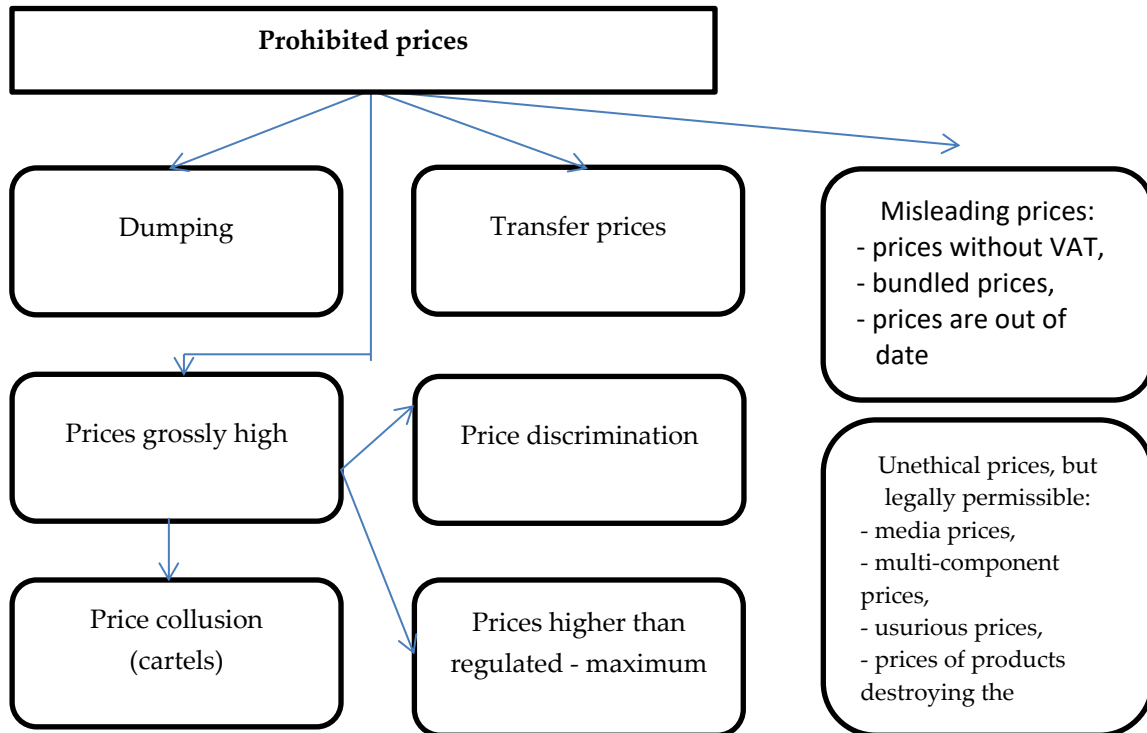 Prohibited prices
Dumping
Transfer prices
Misleading prices:
- prices without VAT,
- bundled prices,
- prices are out of
date
Prices grossly high
Price discrimination
Unethical prices, but
legally permissible:
- media prices,
- multi-component
prices,
- usurious prices,
- prices of products
destroying the
Price collusion
(cartels)
Prices higher than
regulated - maximum